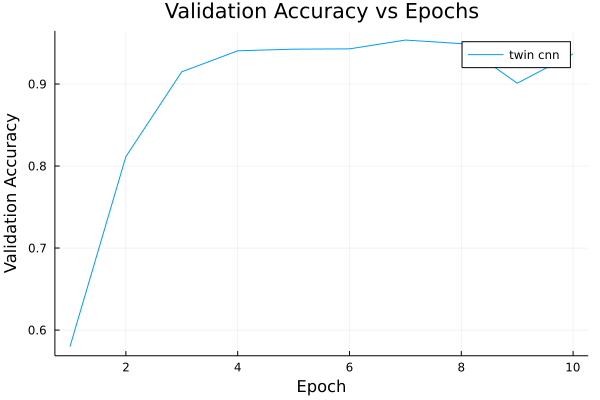 Validation Accuracy vs Epochs
twin cnn
0.9
0.8
0.7
0.6
Validation Accuracy
2
4
6
8
10
Epoch